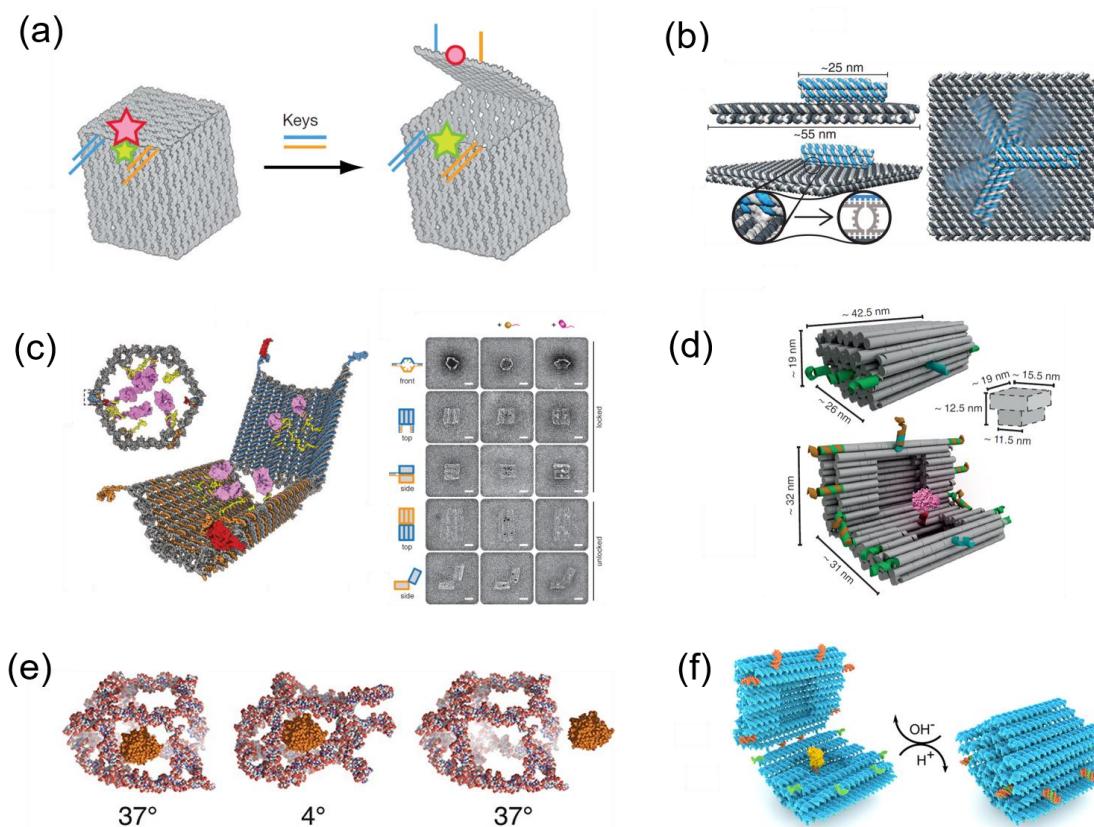 (a)
Keys
(b)
~25 nm
~55 nm
(c)
+
+
front
top
side
locked
top
side
unlocked
(d)
~ 42.5 nm
~ 19 nm
~ 26 nm
~ 19 nm
~ 15.5 nm
~ 12.5 nm
~ 11.5 nm
~ 32 nm
~ 31 nm
(e)
37°
4°
37°
(f)
OH⁻
H⁺